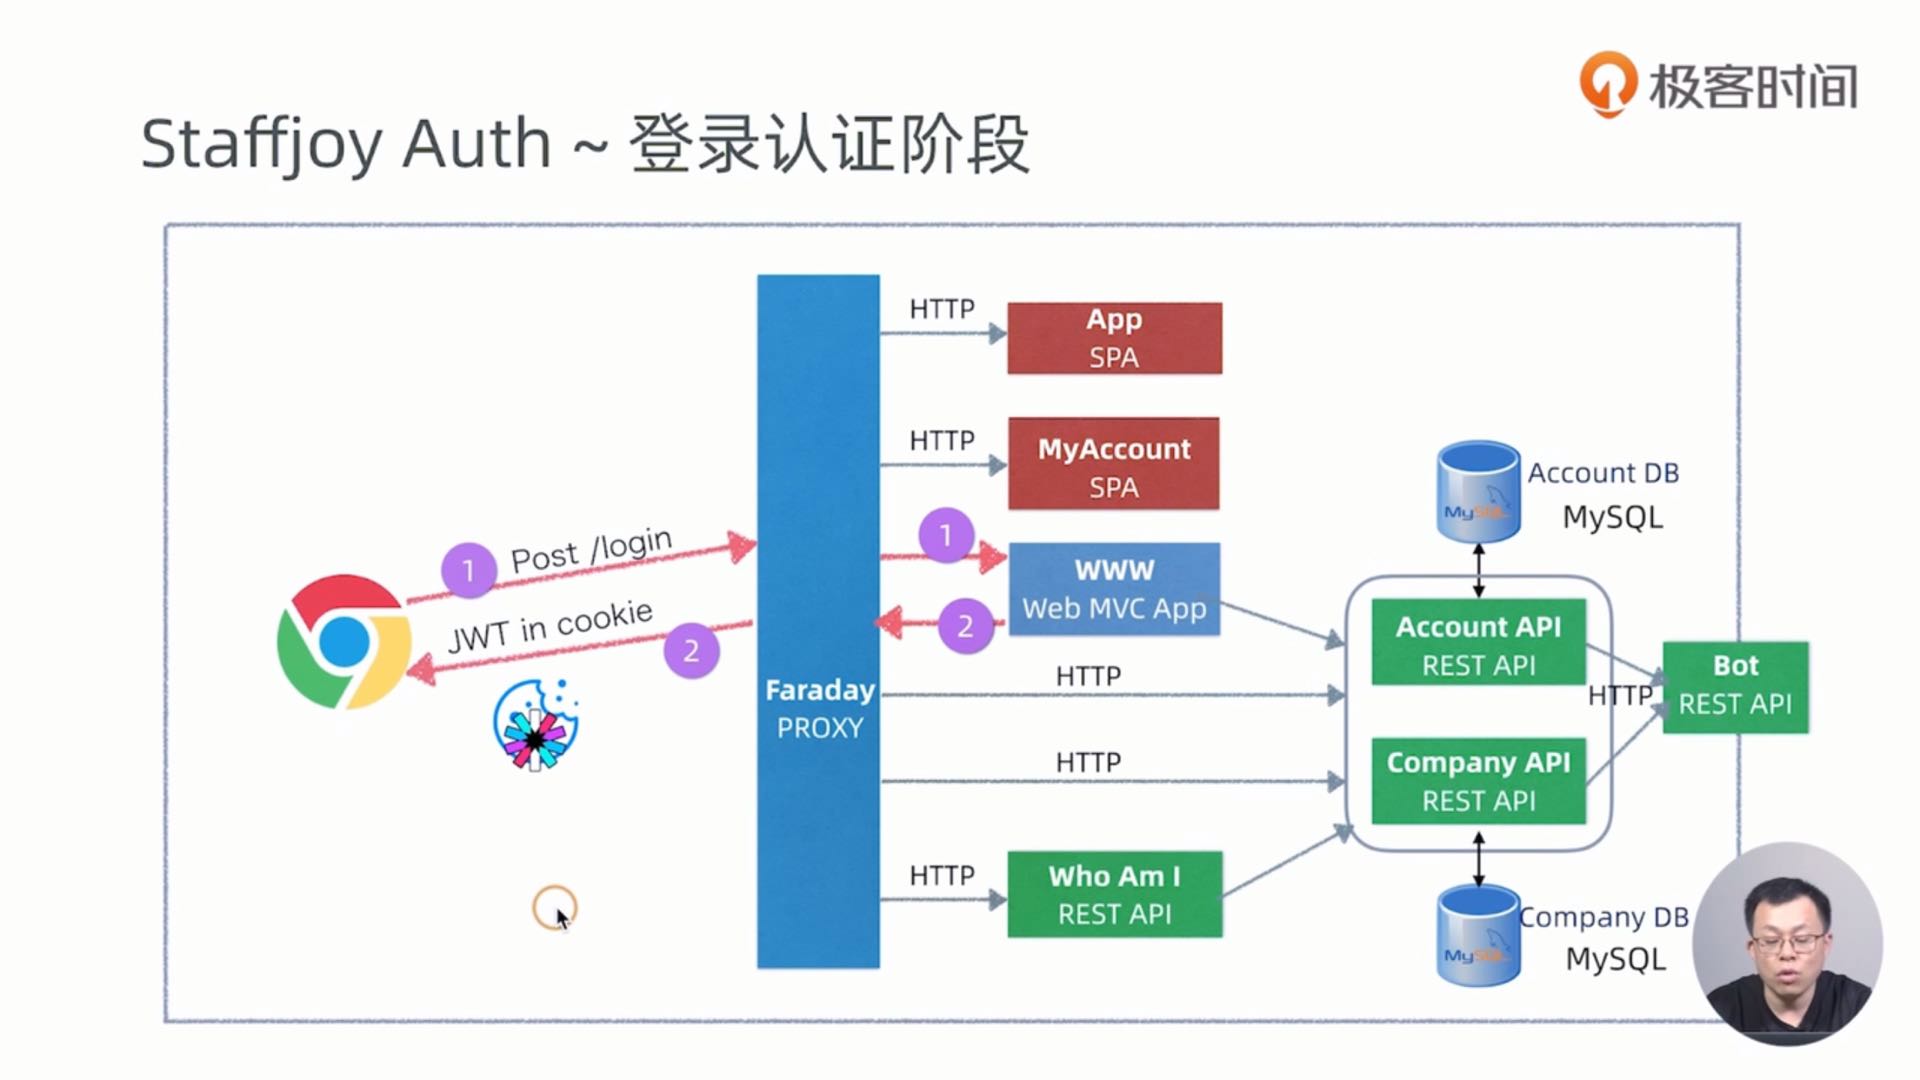 极客时间
Staffjoy Auth ~ 登录认证阶段
HTTP
App
SPA
HTTP
MyAccount
SPA
Account DB
MySQL
MySQL
1
Post /login
1
WWW
Web MVC App
JWT in cookie
2
2
Account API
REST API
HTTP
HTTP
Bot
REST API
Faraday
PROXY
HTTP
Company API
REST API
HTTP
Who Am I
REST API
Company DB
MySQL
MySQL